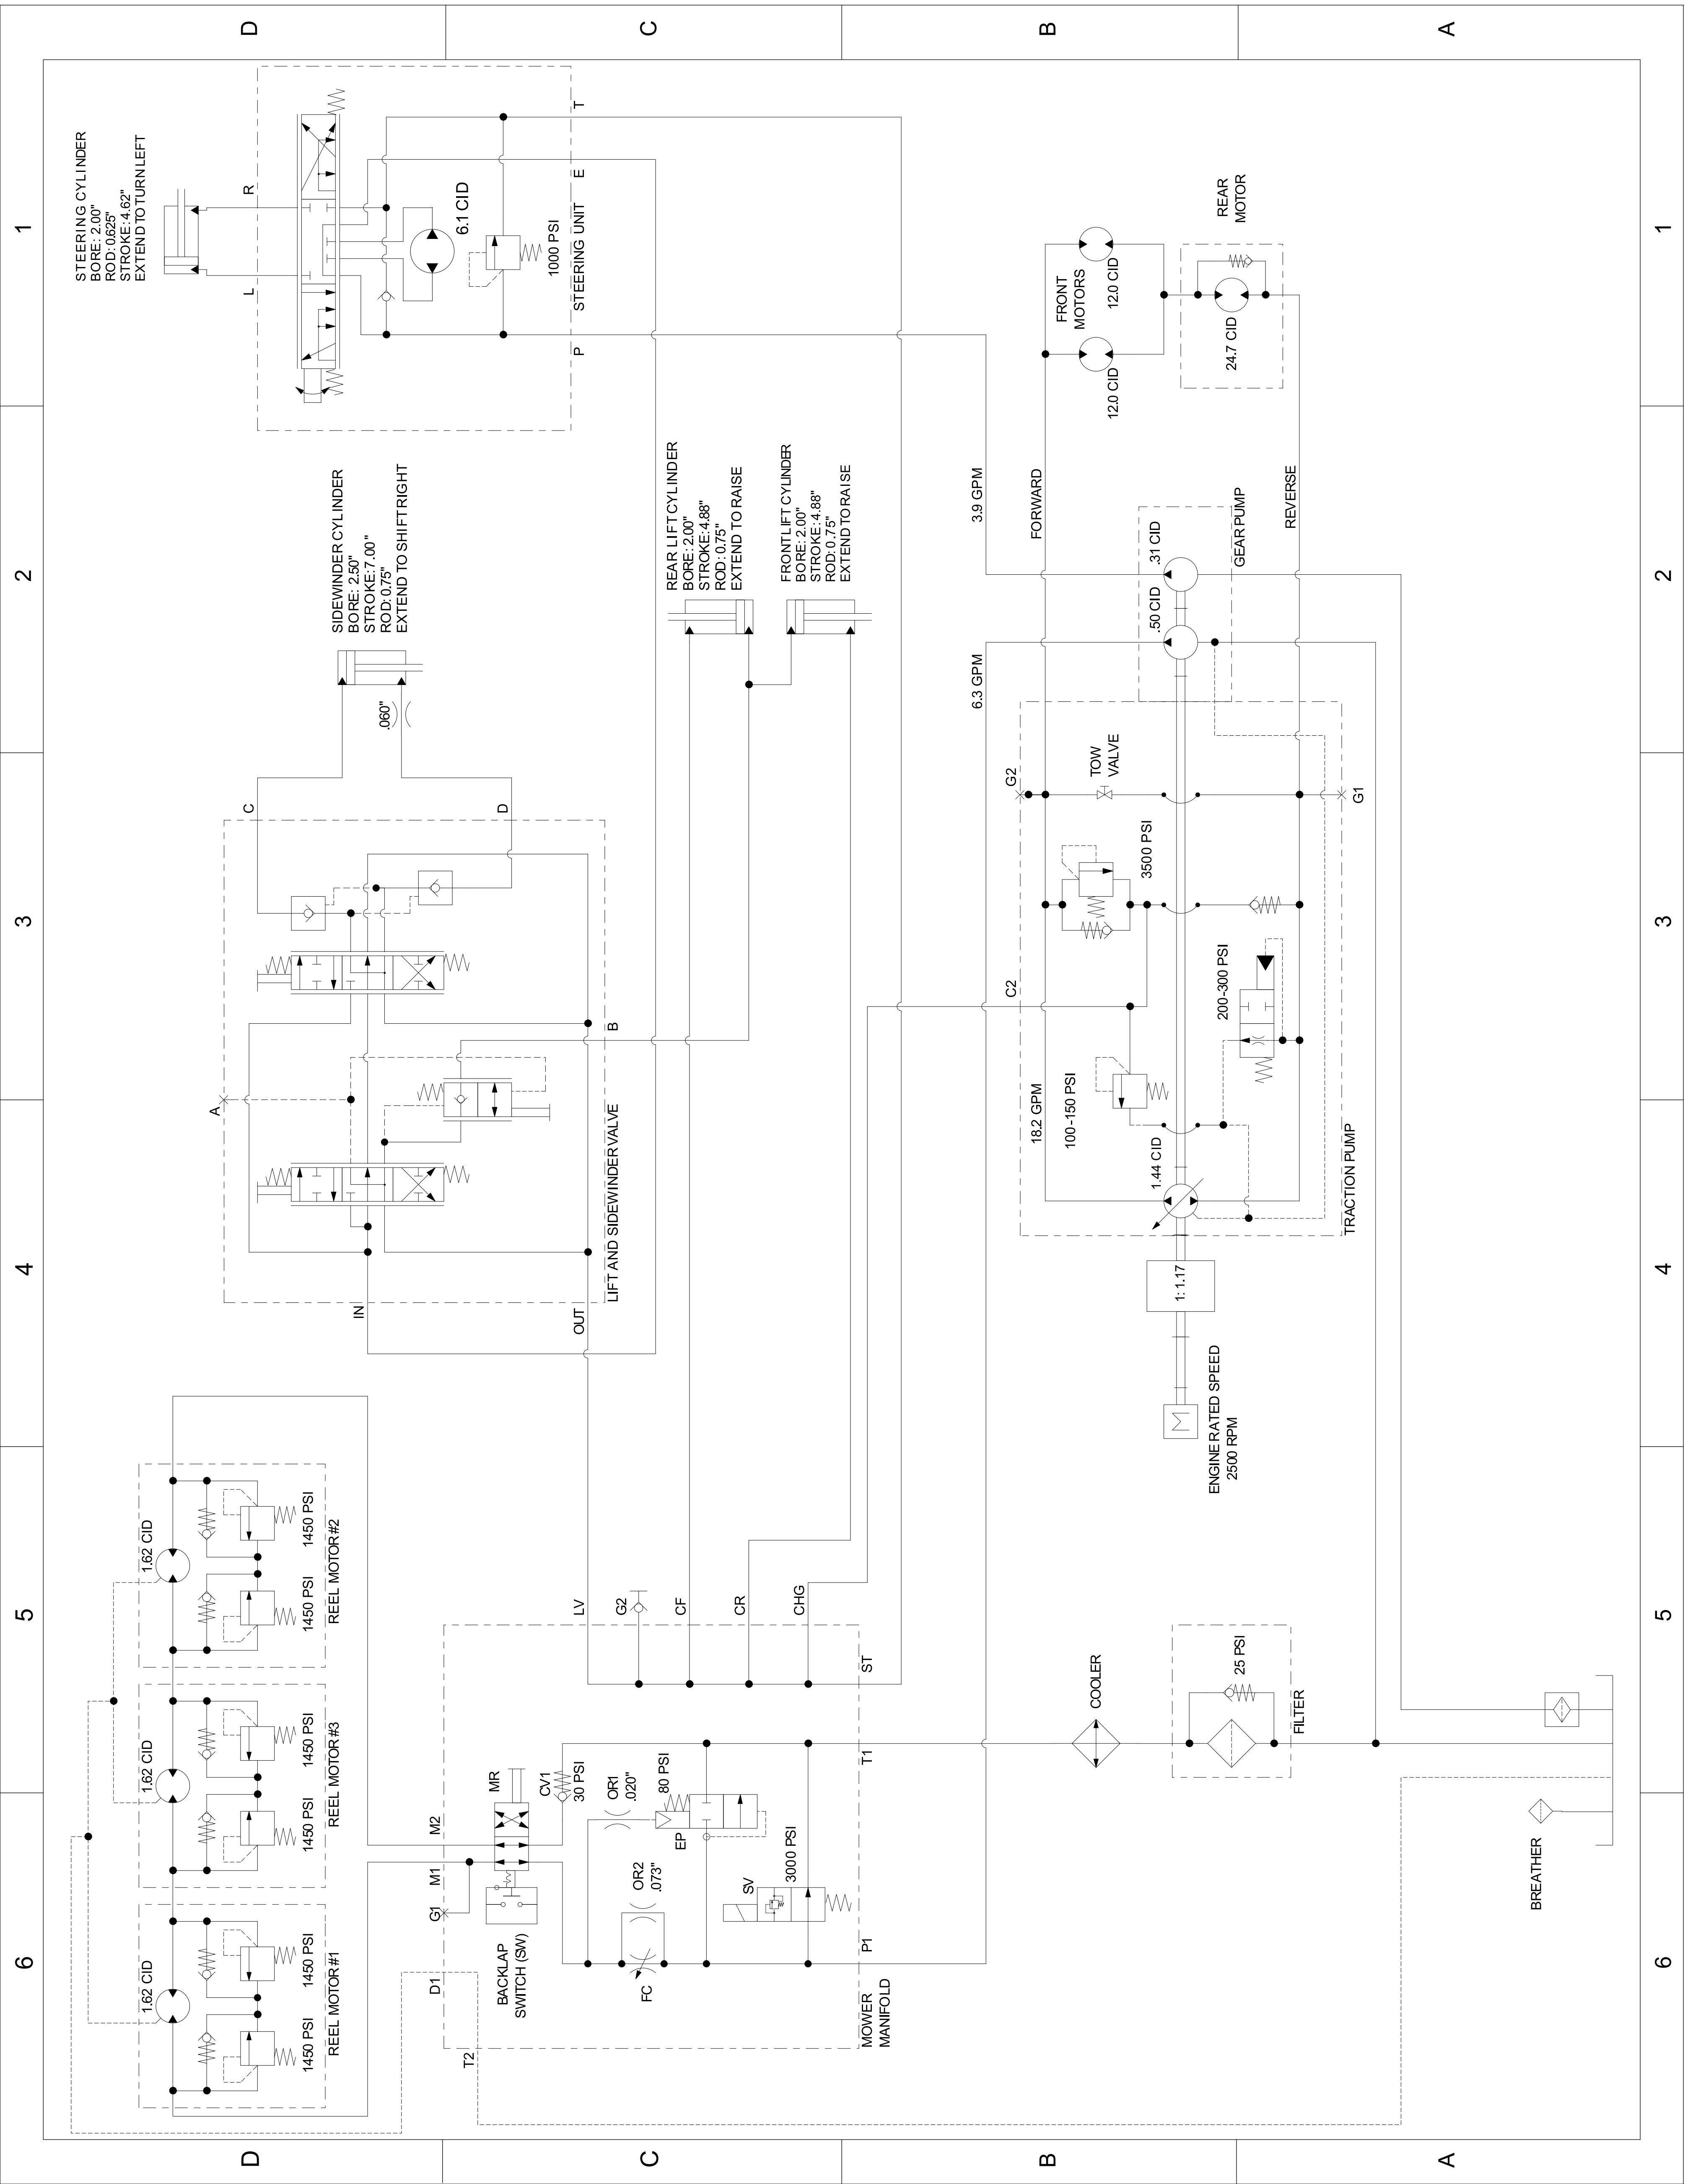 6
5
4
3
2
1
D
C
B
A
1.62 CID
1450 PSI
1450 PSI
REEL MOTOR #1
1.62 CID
1450 PSI
1450 PSI
REEL MOTOR #3
1.62 CID
1450 PSI
1450 PSI
REEL MOTOR #2
T2
D1
G1
M1
M2
BACKLAP
SWITCH (SW)
MR
CV1
30 PSI
OR1
.020"
OR2
.073"
FC
EP
80 PSI
SV
3000 PSI
P1
T1
ST
MOWER
MANIFOLD
LV
G2
CF
CR
CHG
A
IN
OUT
B
C
D
LIFT AND SIDEWINDER VALVE
.060"
SIDEWINDER CYLINDER
BORE: 2.50"
STROKE: 7.00"
ROD: 0.75"
EXTEND TO SHIFT RIGHT
REAR LIFT CYLINDER
BORE: 2.00"
STROKE: 4.88"
ROD: 0.75"
EXTEND TO RAISE
FRONT LIFT CYLINDER
BORE: 2.00"
STROKE: 4.88"
ROD: 0.75"
EXTEND TO RAISE
STEERING CYLINDER
BORE: 2.00"
ROD: 0.625"
STROKE: 4.62"
EXTEND TO TURN LEFT
L
R
6.1 CID
1000 PSI
P
STEERING UNIT
E
T
COOLER
25 PSI
FILTER
BREATHER
M
ENGINE RATED SPEED
2500 RPM
1: 1.17
18.2 GPM
1.44 CID
100-150 PSI
C2
200-300 PSI
3500 PSI
G2
TOW
VALVE
G1
TRACTION PUMP
6.3 GPM
3.9 GPM
.50 CID
.31 CID
GEAR PUMP
FORWARD
REVERSE
FRONT
MOTORS
12.0 CID
12.0 CID
24.7 CID
REAR
MOTOR
D
C
B
A
6
5
4
3
2
1